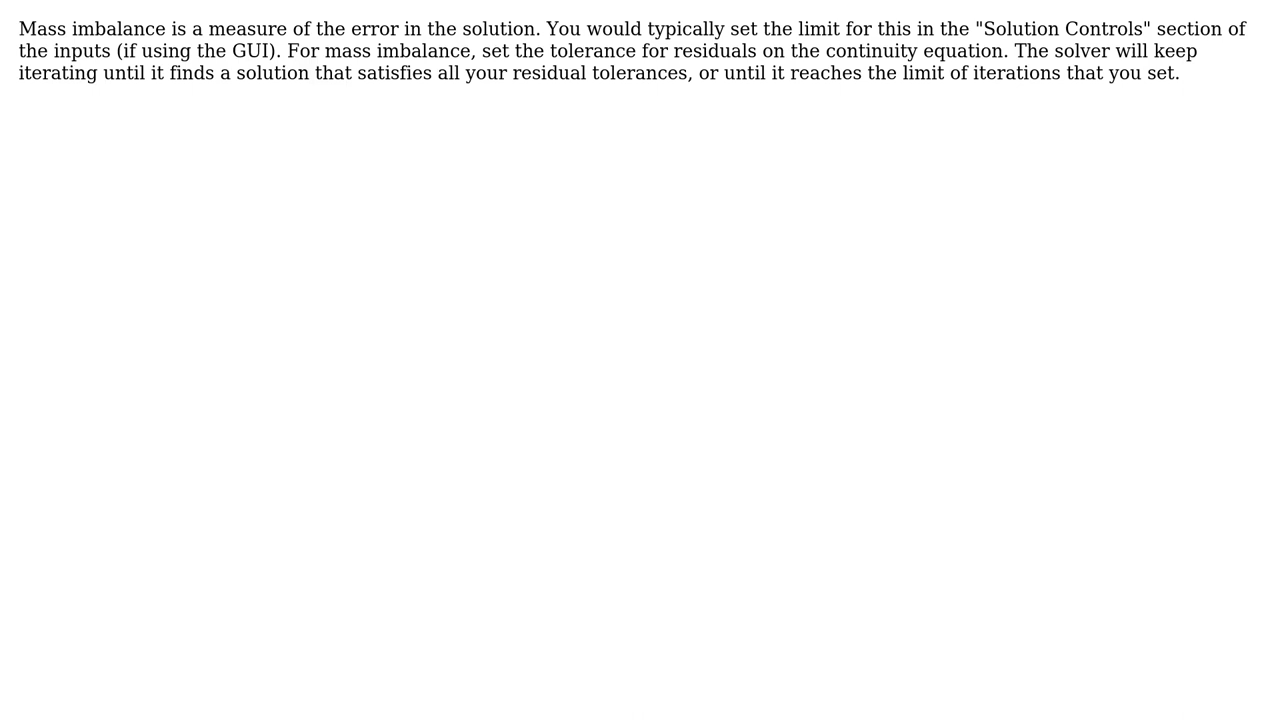 Mass imbalance is a measure of the error in the solution. You would typically set the limit for this in the "Solution Controls" section of
the inputs (if using the GUI). For mass imbalance, set the tolerance for residuals on the continuity equation. The solver will keep
iterating until it finds a solution that satisfies all your residual tolerances, or until it reaches the limit of iterations that you set.